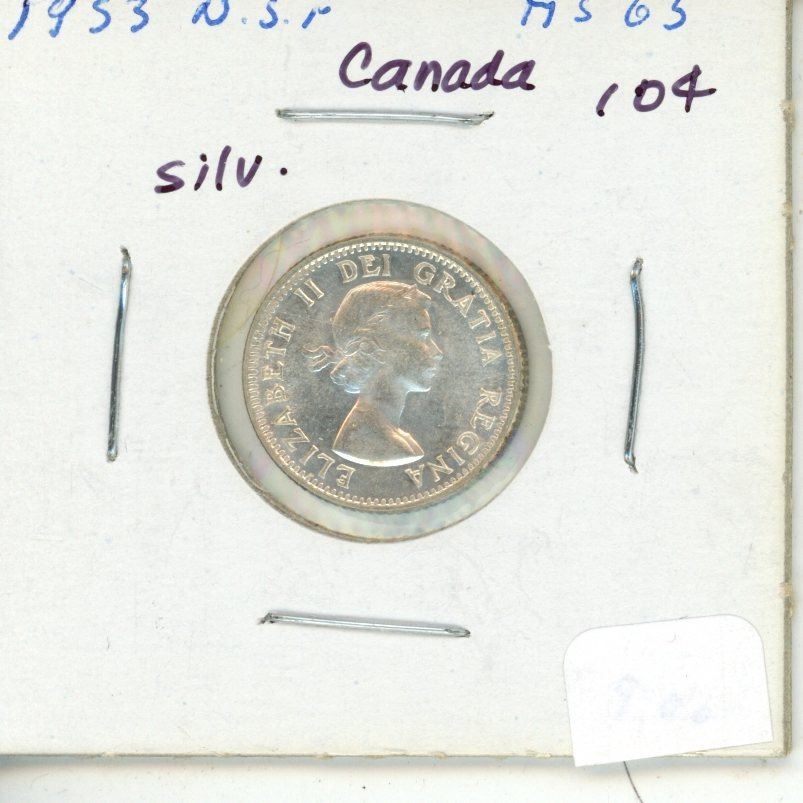 1953 N.S.F MS 63
Canada .10¢
silv.
ELIZABETH II DEI GRATIA REGINA